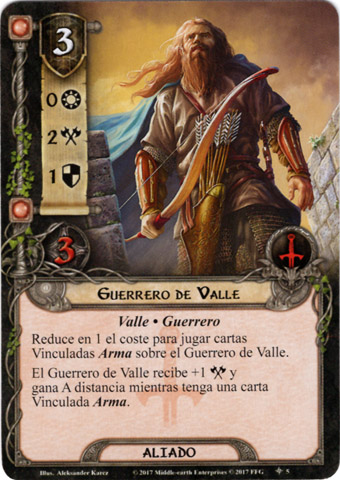 3
0
2
1
3
Guerrero de Valle
Valle • Guerrero
Reduce en 1 el coste para jugar cartas
Vinculadas Arma sobre el Guerrero de Valle.
El Guerrero de Valle recibe +1 y
gana A distancia mientras tenga una carta
Vinculada Arma.
ALIADO
Illus. Aleksander Karcz
© 2017 Middle-earth Enterprises © 2017 FFG
5